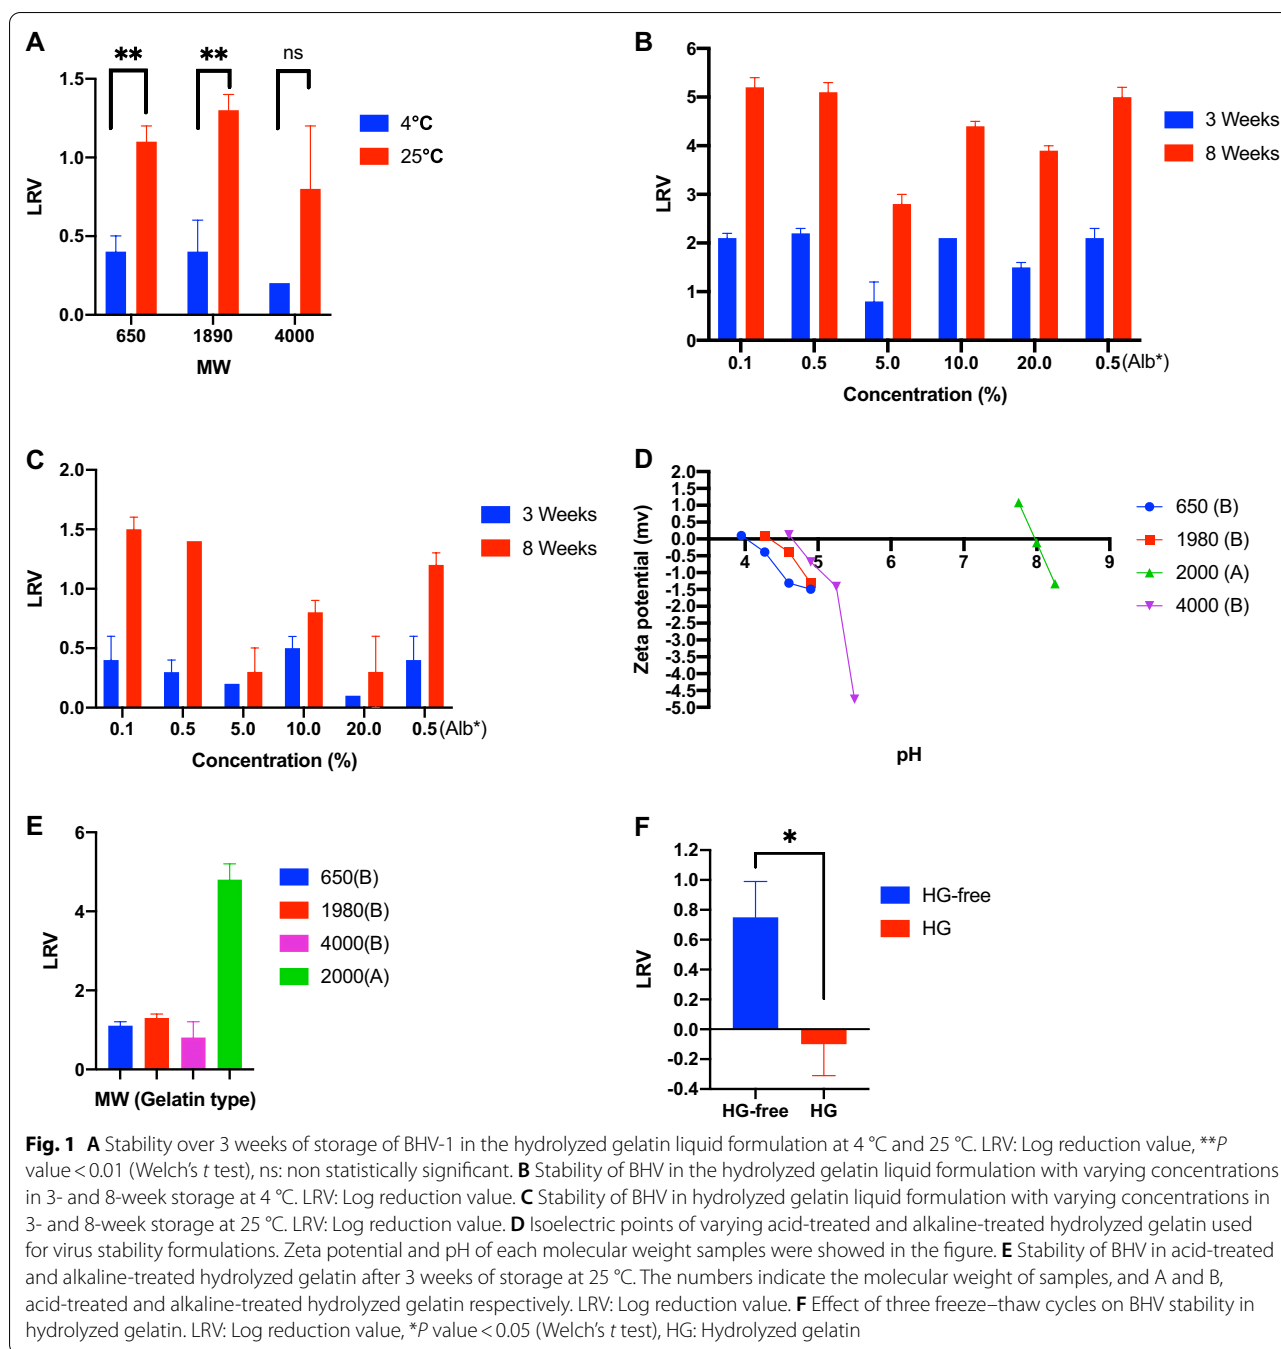 A
** ** ns
1.5
1.0
0.5
0.0
LRV
650 1890 4000
MW
4°C
25°C
B
6
5
4
3
2
1
0
LRV
0.1 0.5 5.0 10.0 20.0 0.5(Alb*)
Concentration (%)
3 Weeks
8 Weeks
C
2.0
1.5
1.0
0.5
0.0
LRV
0.1 0.5 5.0 10.0 20.0 0.5(Alb*)
Concentration (%)
3 Weeks
8 Weeks
D
2.0
1.5
1.0
0.5
0.0
-0.5
-1.0
-1.5
-2.0
-2.5
-3.0
-3.5
-4.0
-4.5
-5.0
Zeta potential (mv)
4 5 6 7 8 9
pH
650 (B)
1980 (B)
2000 (A)
4000 (B)
E
6
4
2
0
LRV
MW (Gelatin type)
650(B)
1980(B)
4000(B)
2000(A)
F
*
1.2
1.0
0.8
0.6
0.4
0.2
0.0
-0.2
-0.4
LRV
HG-free HG
HG-free
HG
Fig. 1 A Stability over 3 weeks of storage of BHV-1 in the hydrolyzed gelatin liquid formulation at 4 °C and 25 °C. LRV: Log reduction value, **P
value < 0.01 (Welch’s t test), ns: non statistically significant. B Stability of BHV in the hydrolyzed gelatin liquid formulation with varying concentrations
in 3- and 8-week storage at 4 °C. LRV: Log reduction value. C Stability of BHV in hydrolyzed gelatin liquid formulation with varying concentrations in
3- and 8-week storage at 25 °C. LRV: Log reduction value. D Isoelectric points of varying acid-treated and alkaline-treated hydrolyzed gelatin used
for virus stability formulations. Zeta potential and pH of each molecular weight samples were showed in the figure. E Stability of BHV in acid-treated
and alkaline-treated hydrolyzed gelatin after 3 weeks of storage at 25 °C. The numbers indicate the molecular weight of samples, and A and B,
acid-treated and alkaline-treated hydrolyzed gelatin respectively. LRV: Log reduction value. F Effect of three freeze–thaw cycles on BHV stability in
hydrolyzed gelatin. LRV: Log reduction value, *P value < 0.05 (Welch’s t test), HG: Hydrolyzed gelatin